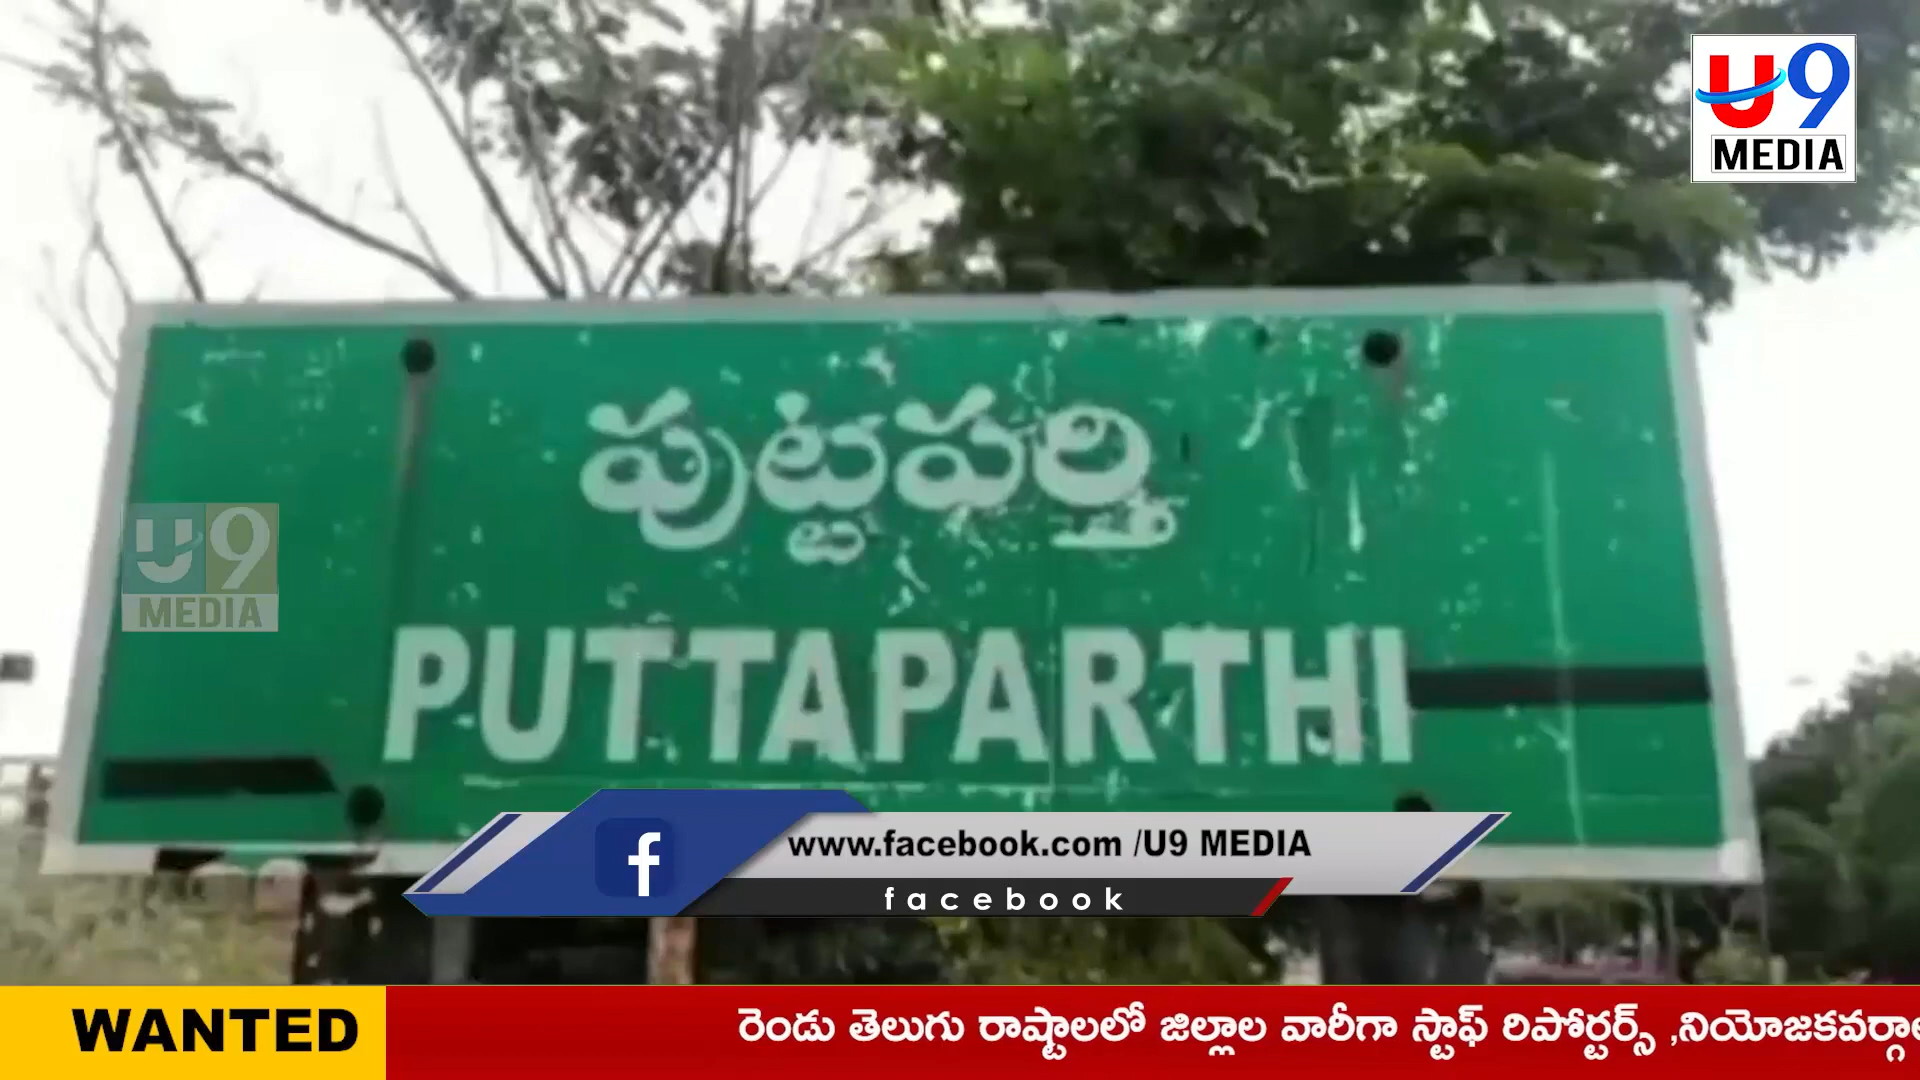 U9
MEDIA
పుట్టపర్తి
U9
MEDIA
PUTTAPARTHI
www.facebook.com /U9 MEDIA
facebook
WANTED రెండు తెలుగు రాష్టాలలో జిల్లాల వారీగా స్టాఫ్ రిపోర్టర్స్ ,నియోజకవర్గాల